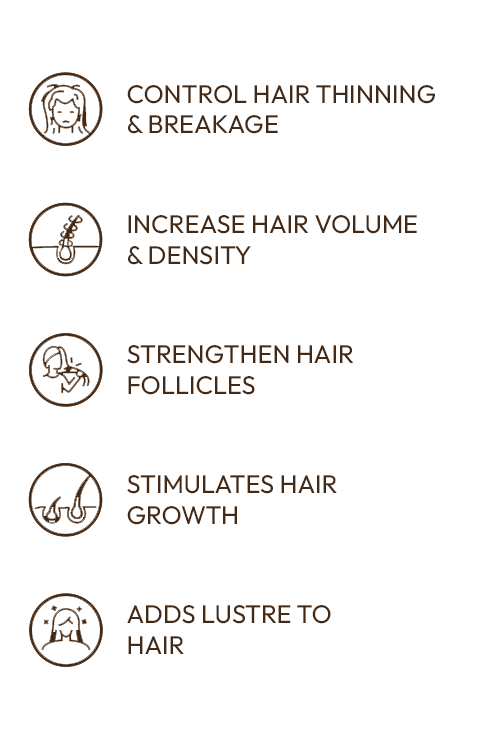 CONTROL HAIR THINNING
& BREAKAGE
INCREASE HAIR VOLUME
& DENSITY
STRENGTHEN HAIR
FOLLICLES
STIMULATES HAIR
GROWTH
ADDS LUSTRE TO
HAIR